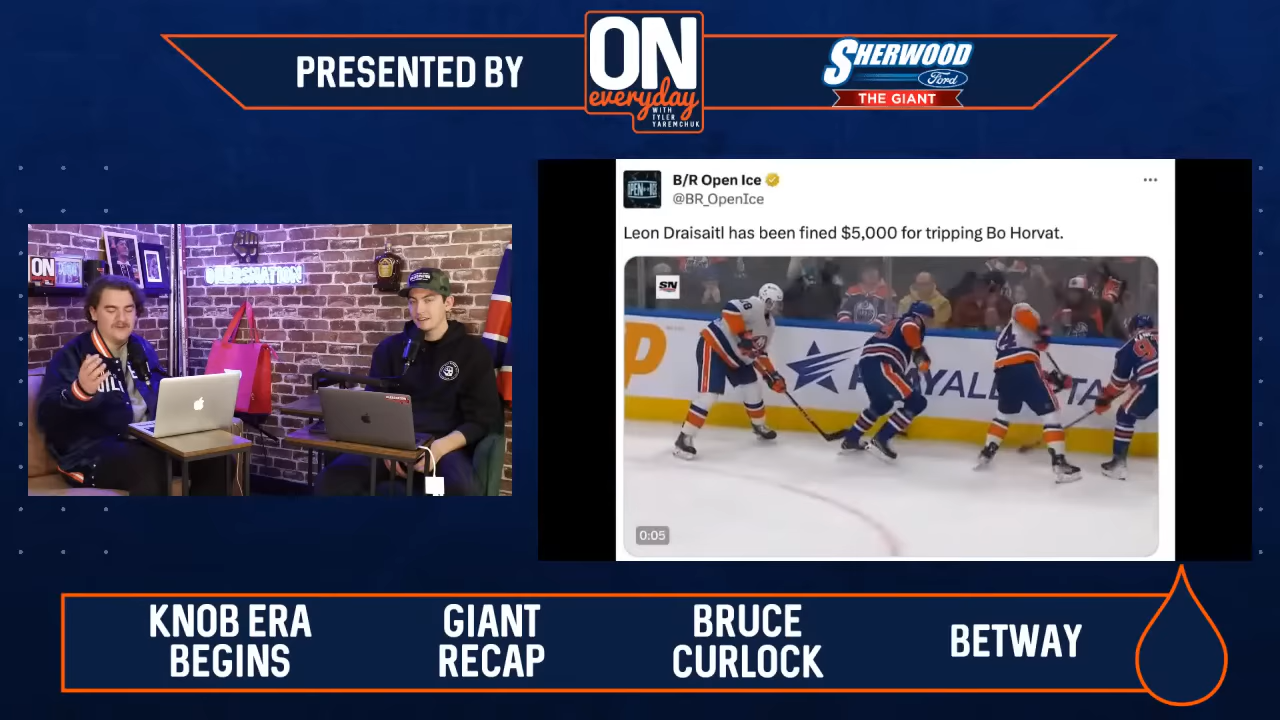 PRESENTED BY
ON
everyday
WITH
TYLER
YAREMCHUK
SHERWOOD
Ford
THE GIANT
B/R Open Ice
@BR_OpenIce
Leon Draisaitl has been fined $5,000 for tripping Bo Horvat.
SN
0:05
ON
OILERSNATION
KNOB ERA
BEGINS
GIANT
RECAP
BRUCE
CURLOCK
BETWAY